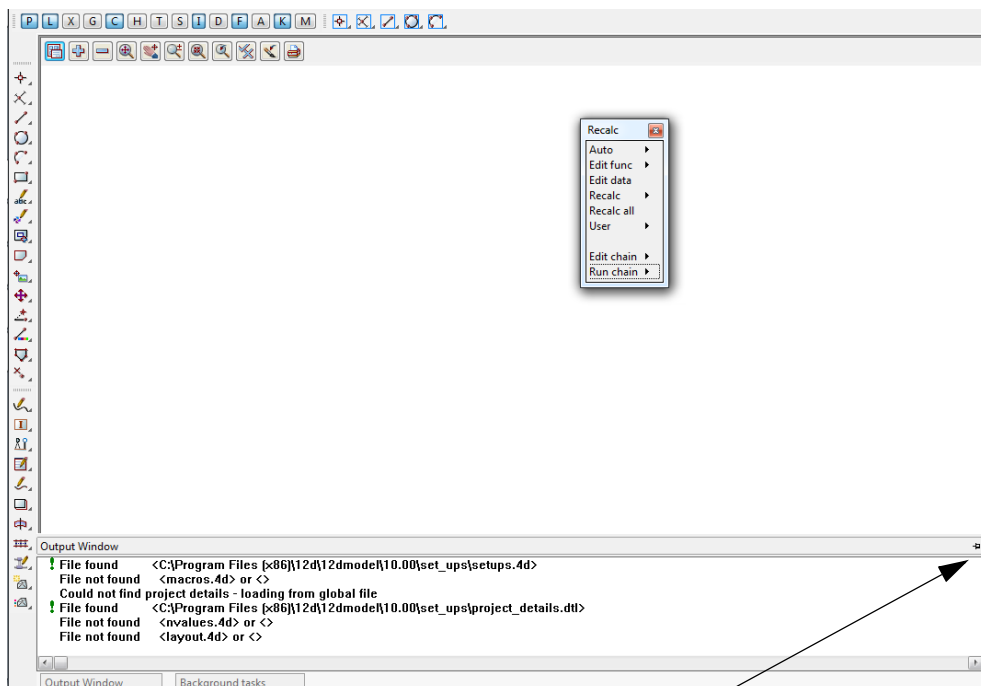 P L X G C H T S I D F A K M
abc
Recalc
Auto
Edit func
Edit data
Recalc
Recalc all
User
Edit chain
Run chain
Output Window
File found <C:\Program Files (x86)\12d\12dmodel\10.00\set_ups\setups.4d>
File not found <macros.4d> or <>
Could not find project details - loading from global file
File found <C:\Program Files (x86)\12d\12dmodel\10.00\set_ups\project_details.dtl>
File not found <nvalues.4d> or <>
File not found <layout.4d> or <>
Output Window Background tasks